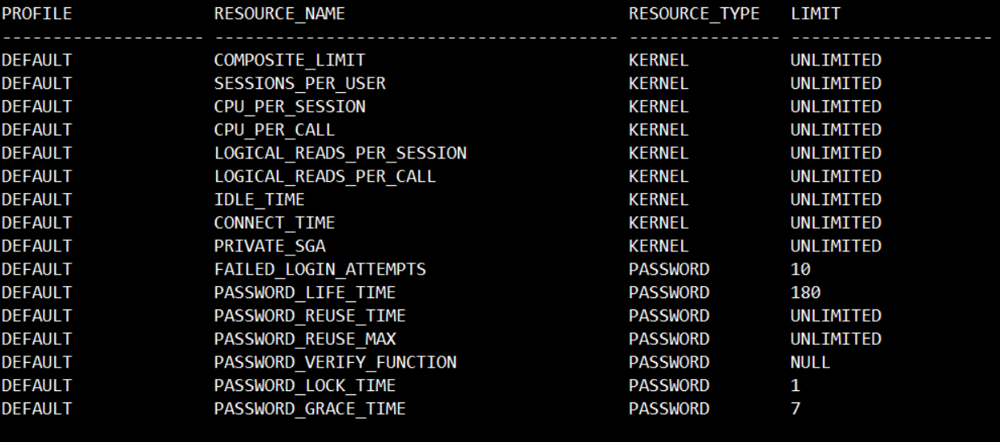 PROFILE RESOURCE_NAME RESOURCE_TYPE LIMIT
-------------------- ---------------------------------------- --------------- --------------------
DEFAULT COMPOSITE_LIMIT KERNEL UNLIMITED
DEFAULT SESSIONS_PER_USER KERNEL UNLIMITED
DEFAULT CPU_PER_SESSION KERNEL UNLIMITED
DEFAULT CPU_PER_CALL KERNEL UNLIMITED
DEFAULT LOGICAL_READS_PER_SESSION KERNEL UNLIMITED
DEFAULT LOGICAL_READS_PER_CALL KERNEL UNLIMITED
DEFAULT IDLE_TIME KERNEL UNLIMITED
DEFAULT CONNECT_TIME KERNEL UNLIMITED
DEFAULT PRIVATE_SGA KERNEL UNLIMITED
DEFAULT FAILED_LOGIN_ATTEMPTS PASSWORD 10
DEFAULT PASSWORD_LIFE_TIME PASSWORD 180
DEFAULT PASSWORD_REUSE_TIME PASSWORD UNLIMITED
DEFAULT PASSWORD_REUSE_MAX PASSWORD UNLIMITED
DEFAULT PASSWORD_VERIFY_FUNCTION PASSWORD NULL
DEFAULT PASSWORD_LOCK_TIME PASSWORD 1
DEFAULT PASSWORD_GRACE_TIME PASSWORD 7